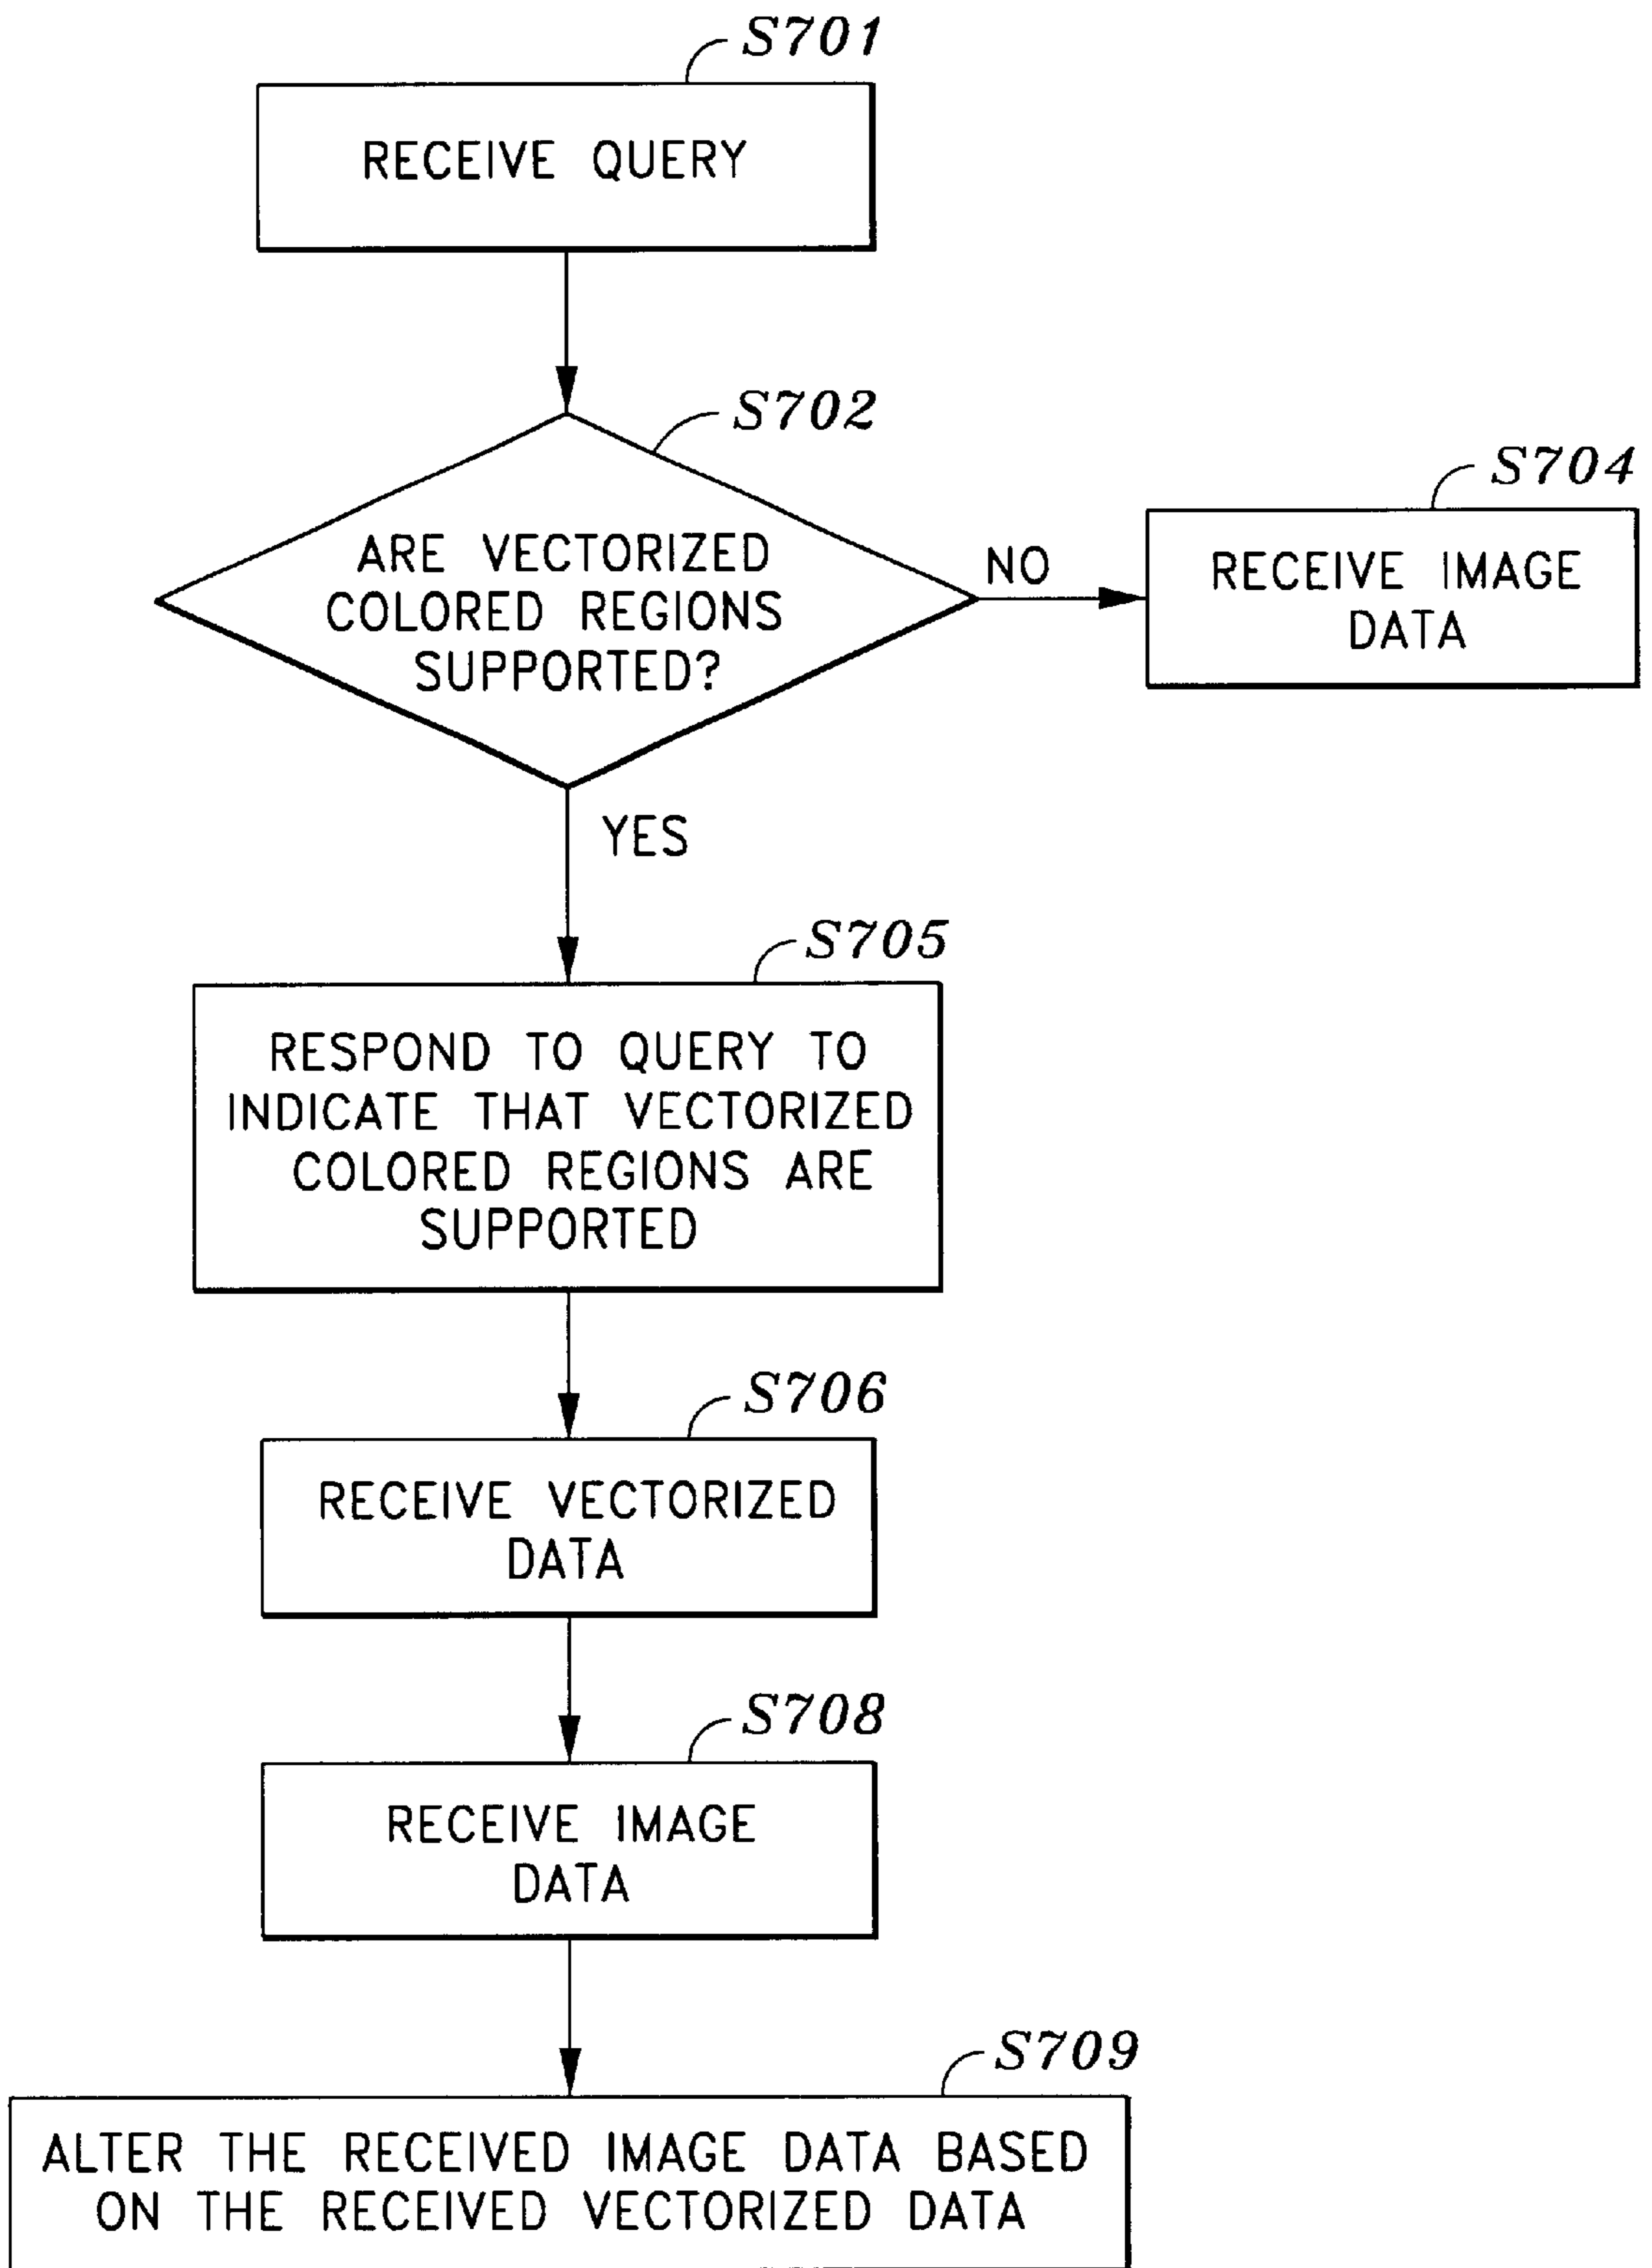 S701
RECEIVE QUERY
S702
ARE VECTORIZED
COLORED REGIONS
SUPPORTED?
NO
S704
RECEIVE IMAGE
DATA
YES
S705
RESPOND TO QUERY TO
INDICATE THAT VECTORIZED
COLORED REGIONS ARE
SUPPORTED
S706
RECEIVE VECTORIZED
DATA
S708
RECEIVE IMAGE
DATA
S709
ALTER THE RECEIVED IMAGE DATA BASED
ON THE RECEIVED VECTORIZED DATA